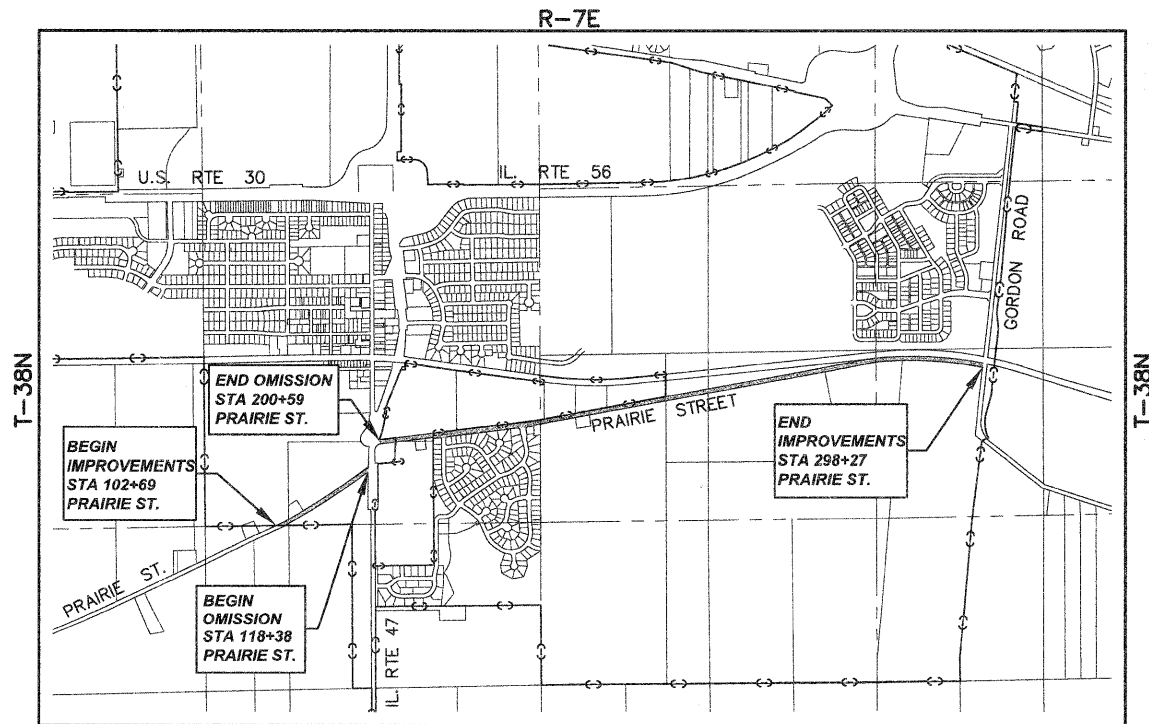 R-7E
U.S. RTE 30
IL. RTE 56
GORDON ROAD
T-38N
T-38N
END OMISSION
STA 200+59
PRAIRIE ST.
PRAIRIE STREET
BEGIN
IMPROVEMENTS
STA 102+69
PRAIRIE ST.
END
IMPROVEMENTS
STA 298+27
PRAIRIE ST.
PRAIRIE ST.
BEGIN
OMISSION
STA 118+38
PRAIRIE ST.
IL. RTE 47